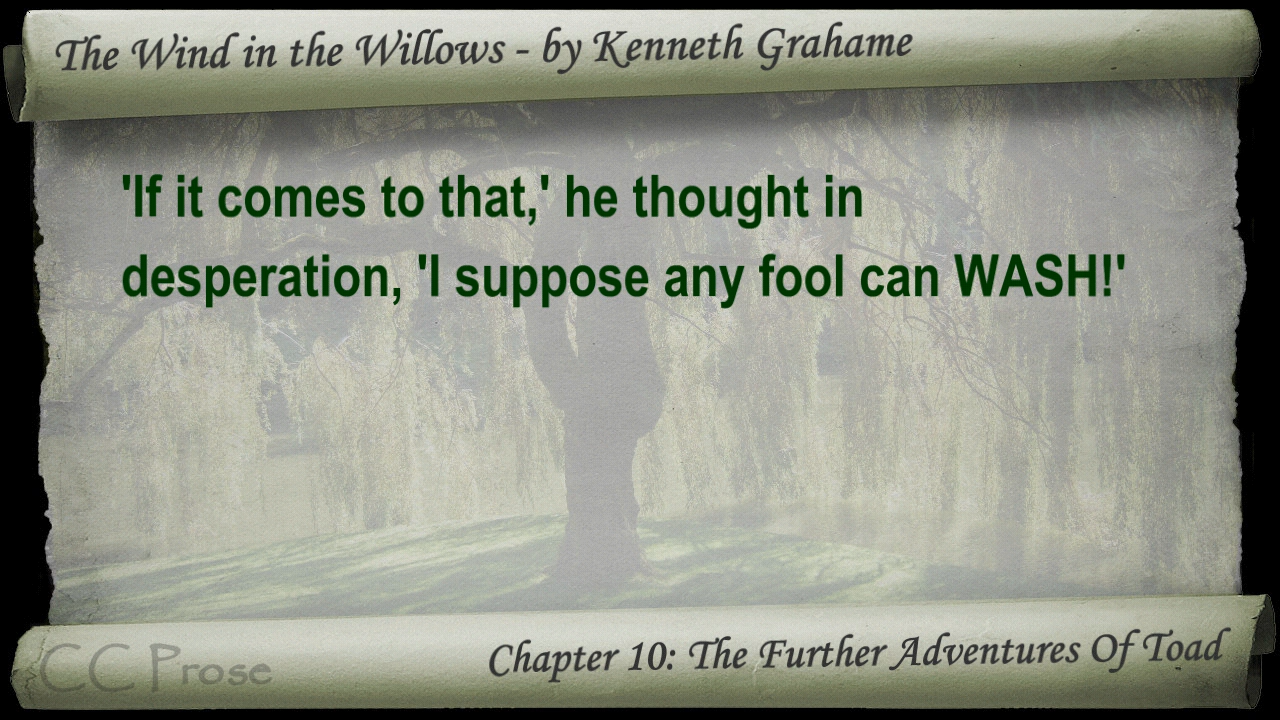 The Wind in the Willows - by Kenneth Grahame
'If it comes to that,' he thought in
desperation, 'I suppose any fool can WASH!'
CC Prose
Chapter 10: The Further Adventures Of Toad